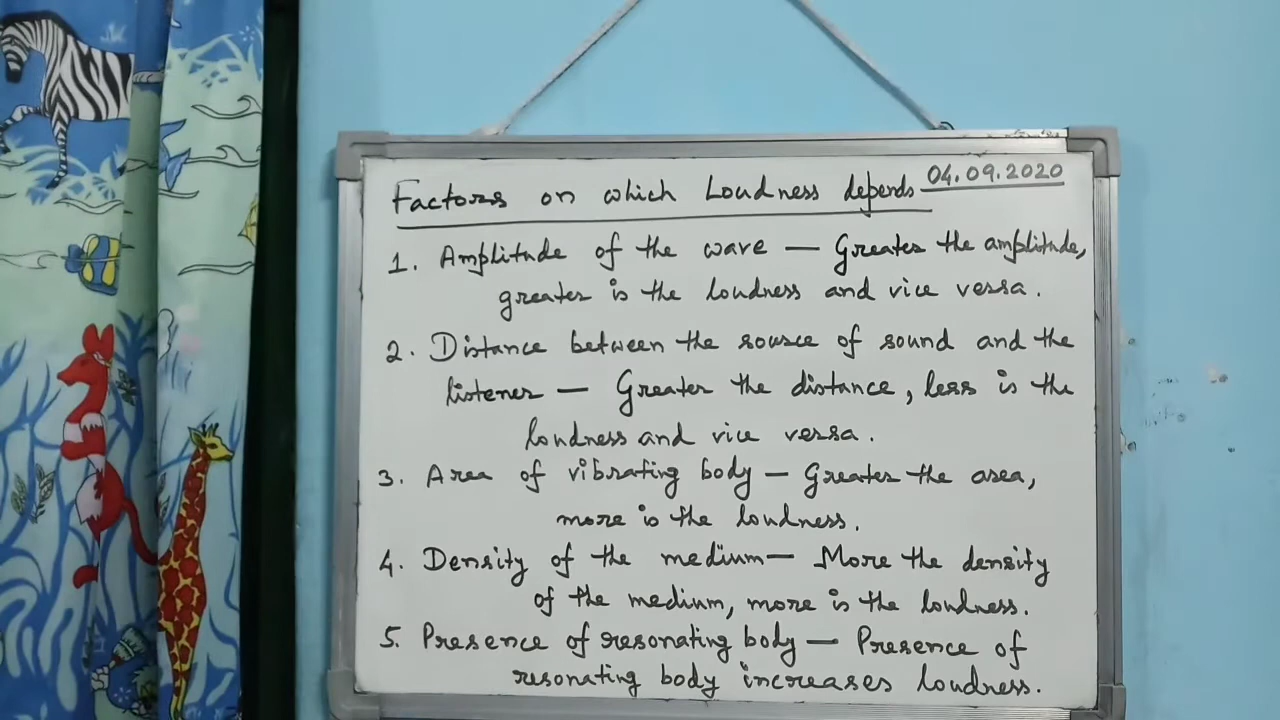 Factors on which Loudness depends 04.09.2020
1. Amplitude of the wave — Greater the amplitude,
greater is the loudness and vice versa.
2. Distance between the source of sound and the
listener — Greater the distance, less is the
loudness and vice versa.
3. Area of vibrating body — Greater the area,
more is the loudness.
4. Density of the medium — More the density
of the medium, more is the loudness.
5. Presence of resonating body — Presence of
resonating body increases loudness.